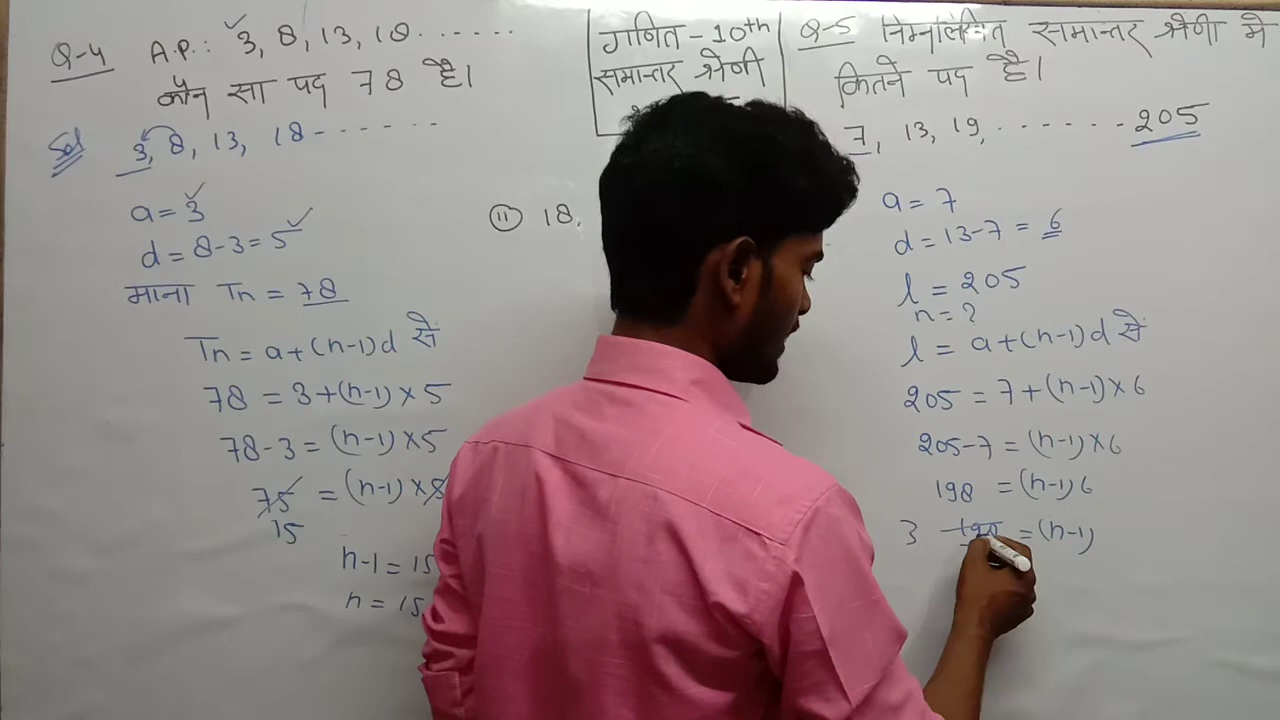 Q-4 A.P.: 3, 8, 13, 18 . . . . . .
कौन सा पद 78 है।
Sol 3, 8, 13, 18 - - - - - -
a = 3
d = 8-3 = 5
माना Tn = 78
Tn = a+(n-1)d से
78 = 3+(n-1)×5
78-3 = (n-1)×5
75 = (n-1)×5
15
n-1 = 15
n = 15
गणित - 10th
समान्तर श्रेणी
(ii) 18,
Q-5 निम्नलिखित समान्तर श्रेणी मे
कितने पद है।
7, 13, 19, . . . . . . - 205
a = 7
d = 13-7 = 6
l = 205
n = ?
l = a+(n-1)d से
205 = 7+(n-1)×6
205-7 = (n-1)×6
198 = (n-1)6
3 198 = (n-1)